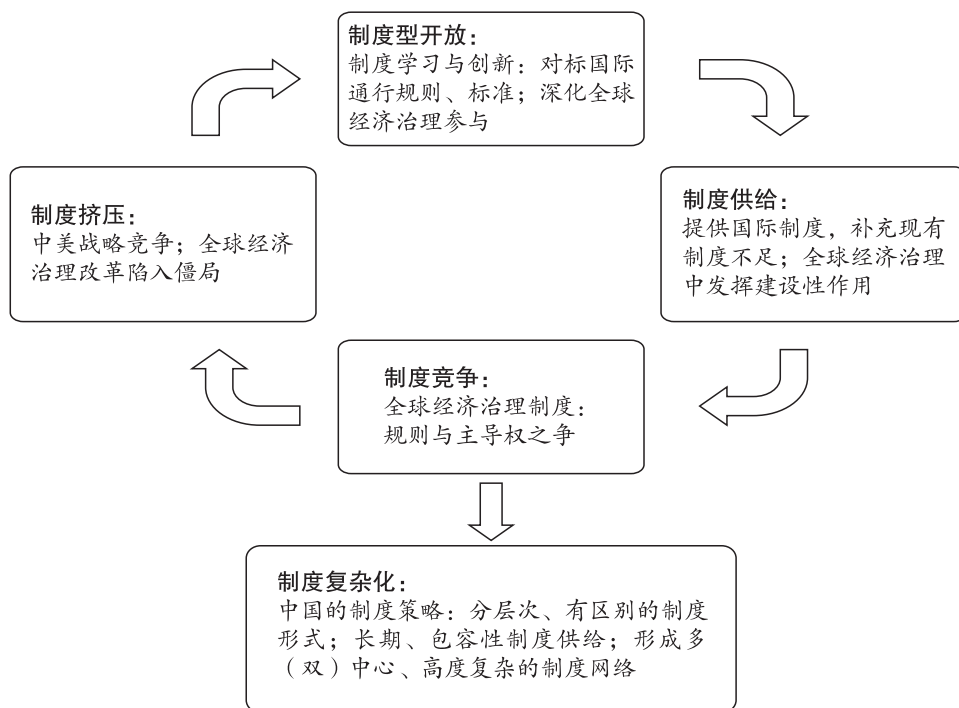 制度型开放：
制度学习与创新：对标国际
通行规则、标准；深化全球
经济治理参与
制度挤压：
中美战略竞争；全球经济
治理改革陷入僵局
制度供给：
提供国际制度，补充现有
制度不足；全球经济治理
中发挥建设性作用
制度竞争：
全球经济治理制度：
规则与主导权之争
制度复杂化：
中国的制度策略：分层次、有区别的制度
形式；长期、包容性制度供给；形成多
（双）中心、高度复杂的制度网络